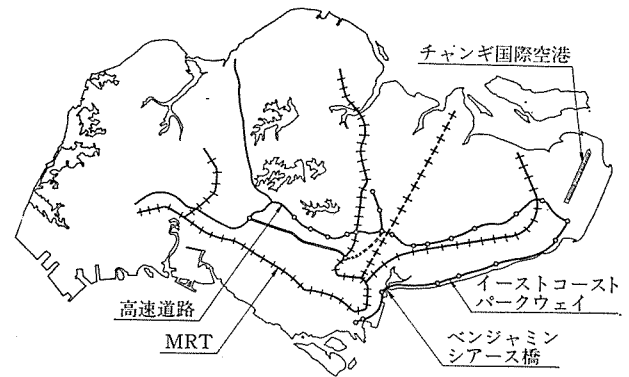 チャンギ国際空港
イーストコースト
パークウェイ
高速道路
MRT
ベンジャミン
シアース橋